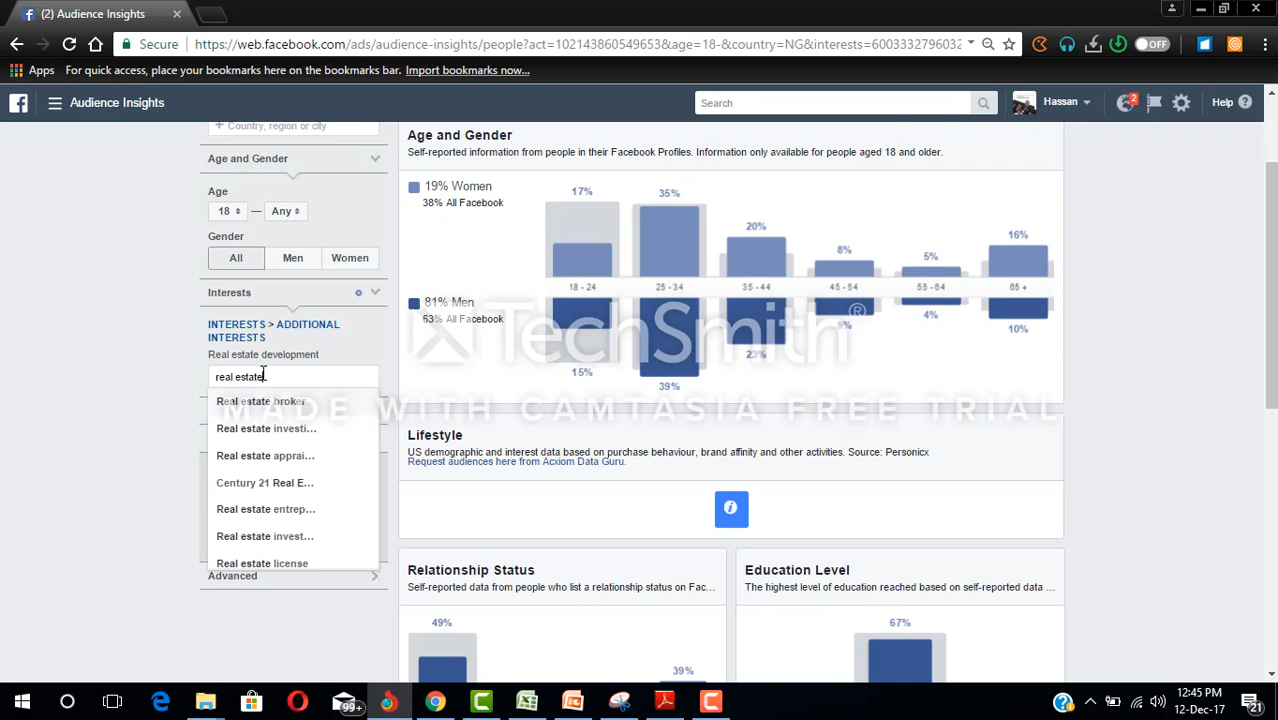 (2) Audience Insights
Secure
https://web.facebook.com/ads/audience-insights/people?act=102143860549653&age=18-&country=NG&interests=6003332796032
OFF
Apps
For quick access, place your bookmarks here on the bookmarks bar. Import bookmarks now...
Audience Insights
Search
Hassan
2
Help
+ Country, region or city
Age and Gender
Age
18 — Any
Gender
All Men Women
Interests
INTERESTS > ADDITIONAL
INTERESTS
Real estate development
real estate
Real estate broker
Real estate investi...
Real estate apprai...
Century 21 Real E...
Real estate entrep...
Real estate invest...
Real estate license
Advanced
Age and Gender
Self-reported information from people in their Facebook Profiles. Information only available for people aged 18 and older.
19% Women
38% All Facebook
17% 35% 20% 8% 5% 16%
18 - 24 25 - 34 35 - 44 45 - 54 55 - 64 65 +
81% Men
63% All Facebook
15% 39% 23% 9% 4% 10%
TechSmith®
MADE WITH CAMTASIA FREE TRIAL
Lifestyle
US demographic and interest data based on purchase behaviour, brand affinity and other activities. Source: Personicx
Request audiences here from Acxiom Data Guru.
Relationship Status
Self-reported data from people who list a relationship status on Fac...
49%
39%
Education Level
The highest level of education reached based on self-reported data ...
67%
99+
12:45 PM
12-Dec-17
21